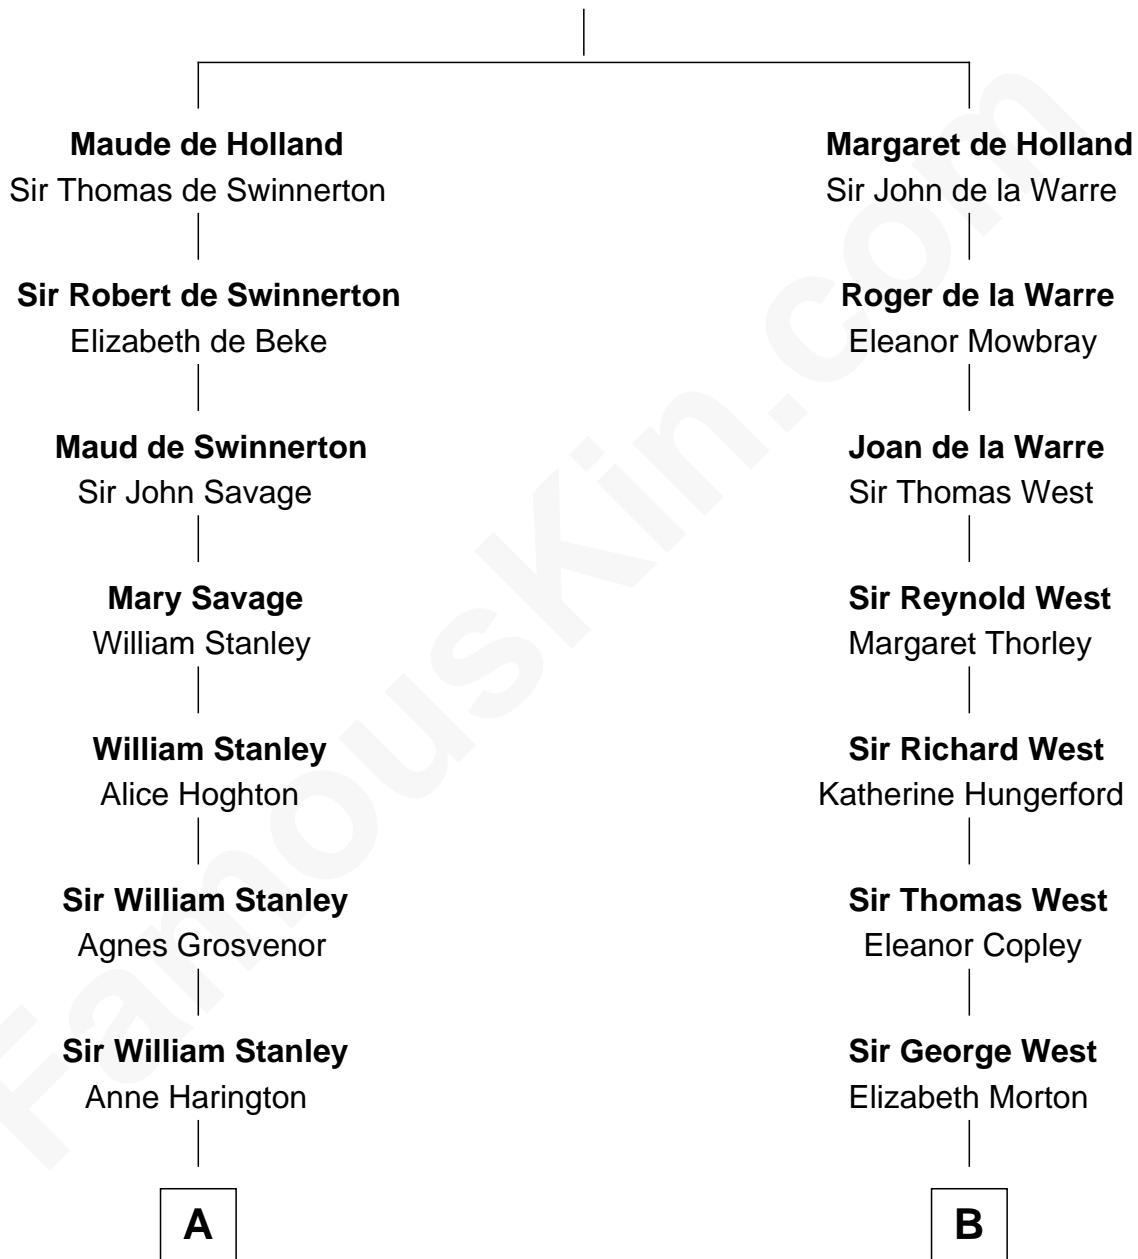 Maude de Holland
Sir Thomas de Swinnerton
Sir Robert de Swinnerton
Elizabeth de Beke
Maud de Swinnerton
Sir John Savage
Mary Savage
William Stanley
William Stanley
Alice Hoghton
Sir William Stanley
Agnes Grosvenor
Sir William Stanley
Anne Harington
A
Margaret de Holland
Sir John de la Warre
Roger de la Warre
Eleanor Mowbray
Joan de la Warre
Sir Thomas West
Sir Reynold West
Margaret Thorley
Sir Richard West
Katherine Hungerford
Sir Thomas West
Eleanor Copley
Sir George West
Elizabeth Morton
B
FamousKin.com